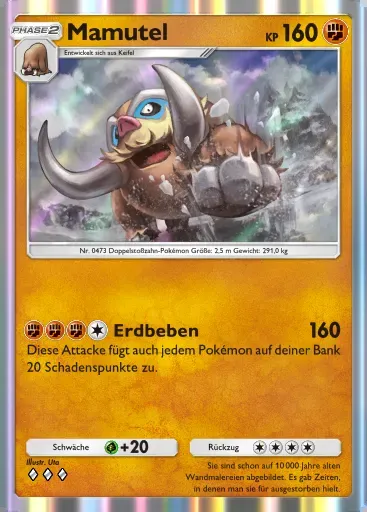 PHASE 2
Mamutel
KP 160
Entwickelt sich aus Keifel
Nr. 0473 Doppelstoßzahn-Pokémon Größe: 2,5 m Gewicht: 291,0 kg
Erdbeben 160
Diese Attacke fügt auch jedem Pokémon auf deiner Bank
20 Schadenspunkte zu.
Schwäche +20 Rückzug
Illustr. Uta
Sie sind schon auf 10 000 Jahre alten
Wandmalereien abgebildet. Es gab Zeiten,
in denen man sie für ausgestorben hielt.